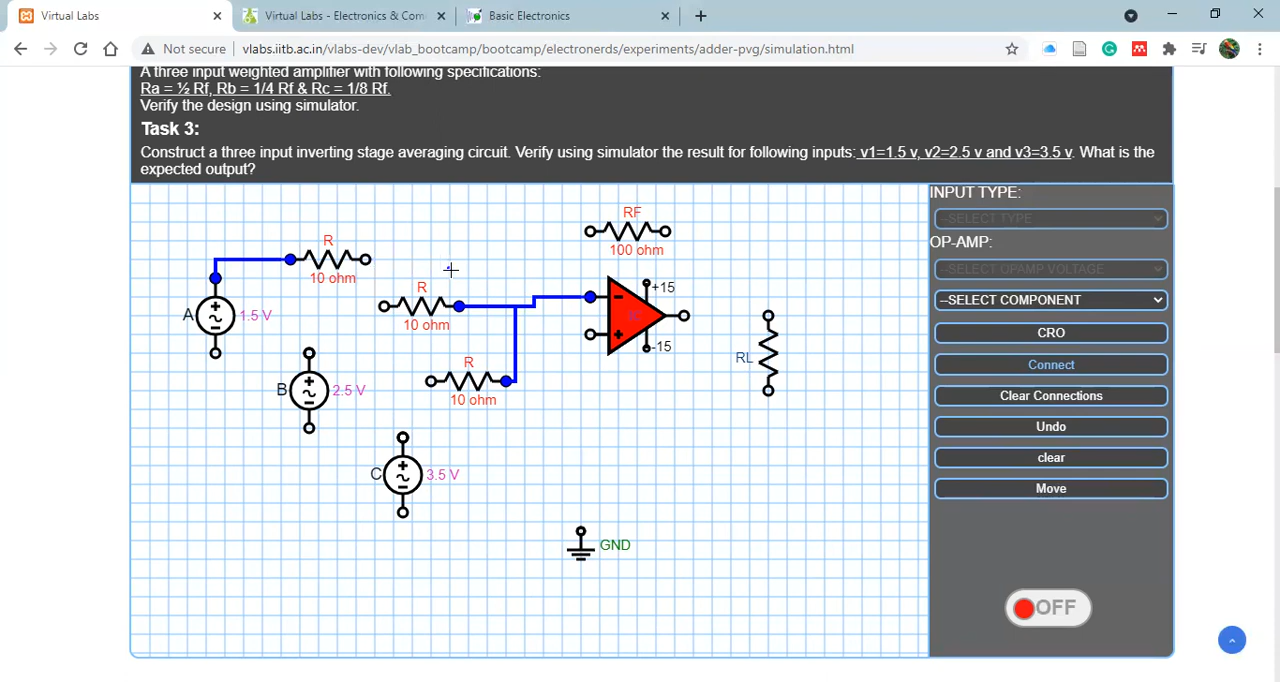 Virtual Labs
Virtual Labs - Electronics & Com
Basic Electronics
Not secure
vlabs.iitb.ac.in/vlabs-dev/vlab_bootcamp/bootcamp/electronerds/experiments/adder-pvg/simulation.html
A three input weighted amplifier with following specifications:
Ra = ½ Rf, Rb = 1/4 Rf & Rc = 1/8 Rf.
Verify the design using simulator.
Task 3:
Construct a three input inverting stage averaging circuit. Verify using simulator the result for following inputs: v1=1.5 v, v2=2.5 v and v3=3.5 v. What is the
expected output?
INPUT TYPE:
--SELECT TYPE
OP-AMP:
--SELECT OPAMP VOLTAGE
--SELECT COMPONENT
CRO
Connect
Clear Connections
Undo
clear
Move
OFF
RF
100 ohm
R
10 ohm
R
10 ohm
R
10 ohm
A
1.5 V
B
2.5 V
C
3.5 V
+15
-15
RL
GND